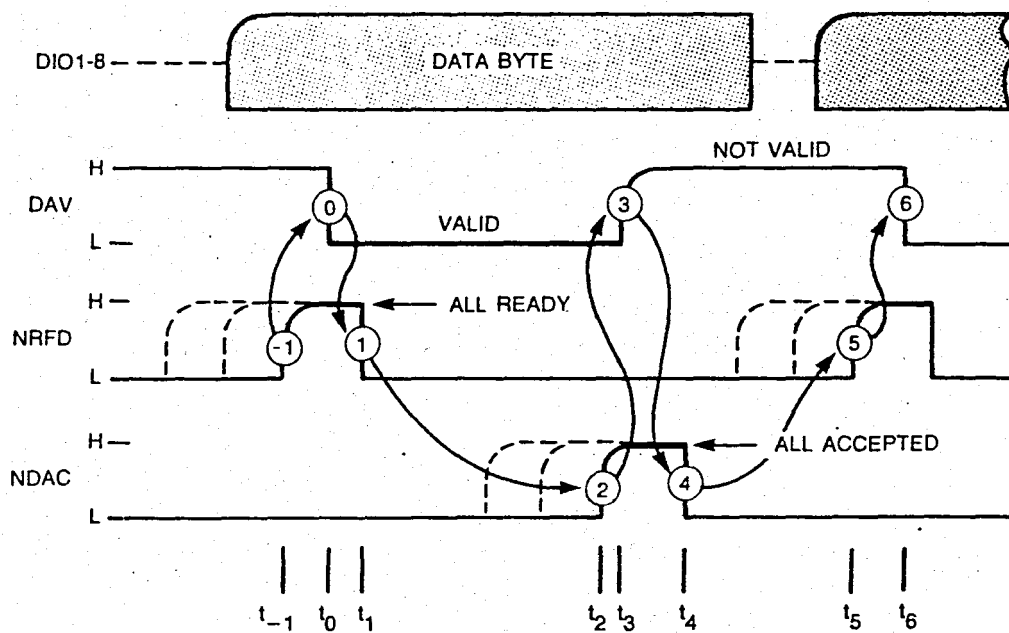 DIO1-8
DATA BYTE
NOT VALID
H
DAV
0
3
6
VALID
L
H
ALL READY
NRFD
-1
1
5
L
H
ALL ACCEPTED
NDAC
2
4
L
t-1 t0 t1 t2 t3 t4 t5 t6